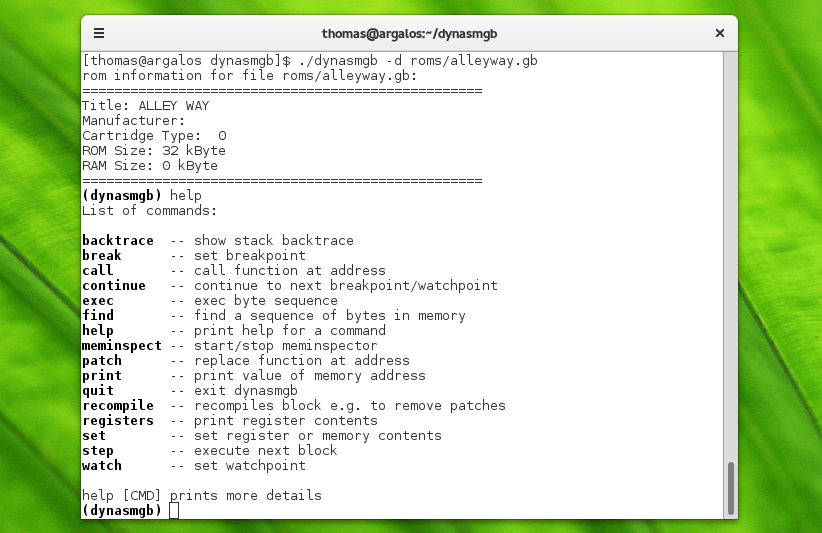 thomas@argalos:~/dynasmgb
[thomas@argalos dynasmgb]$ ./dynasmgb -d roms/alleyway.gb
rom information for file roms/alleyway.gb:
==================================================
Title: ALLEY WAY
Manufacturer:
Cartridge Type:  0
ROM Size: 32 kByte
RAM Size: 0 kByte
==================================================
(dynasmgb) help
List of commands:

backtrace  -- show stack backtrace
break      -- set breakpoint
call       -- call function at address
continue   -- continue to next breakpoint/watchpoint
exec       -- exec byte sequence
find       -- find a sequence of bytes in memory
help       -- print help for a command
meminspect -- start/stop meminspector
patch      -- replace function at address
print      -- print value of memory address
quit       -- exit dynasmgb
recompile  -- recompiles block e.g. to remove patches
registers  -- print register contents
set        -- set register or memory contents
step       -- execute next block
watch      -- set watchpoint

help [CMD] prints more details
(dynasmgb)